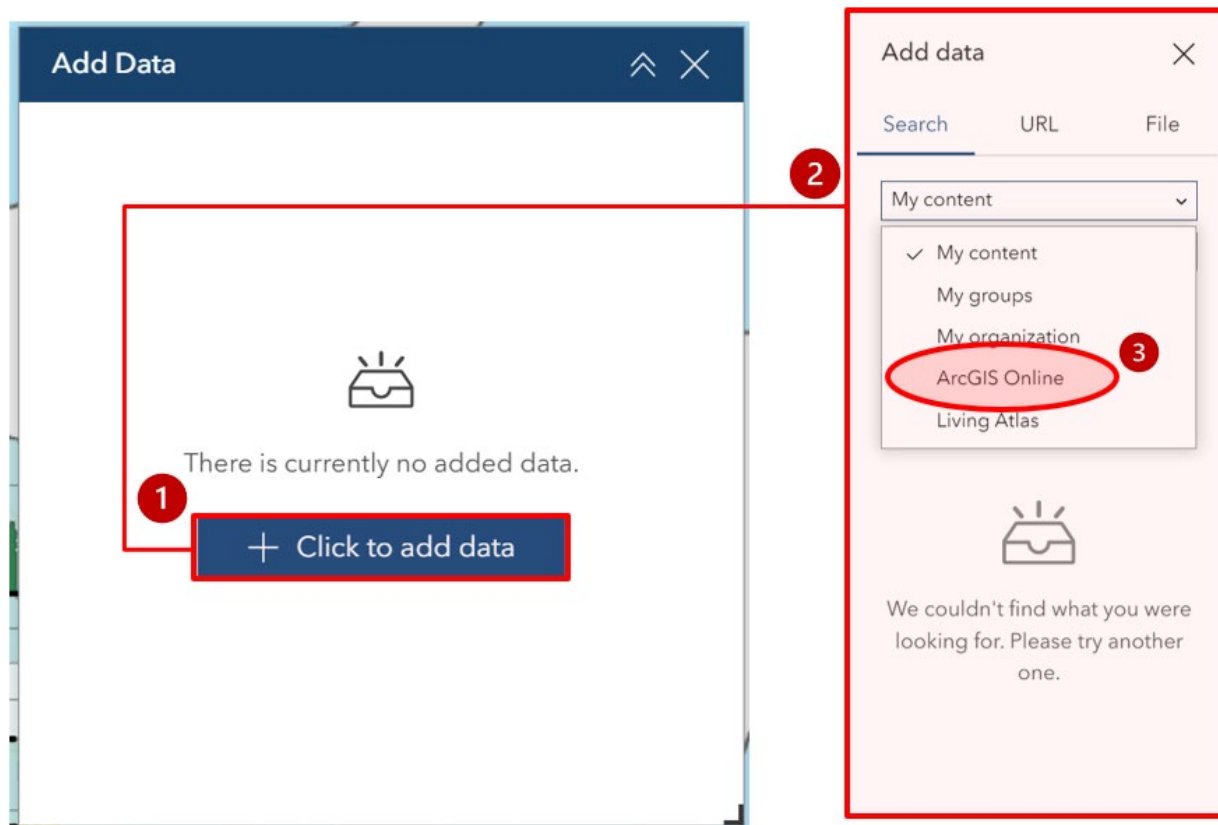 Add Data
There is currently no added data.
1
+ Click to add data
2
Add data
Search URL File
My content
✓ My content
My groups
My organization
3
ArcGIS Online
Living Atlas
We couldn't find what you were
looking for. Please try another
one.